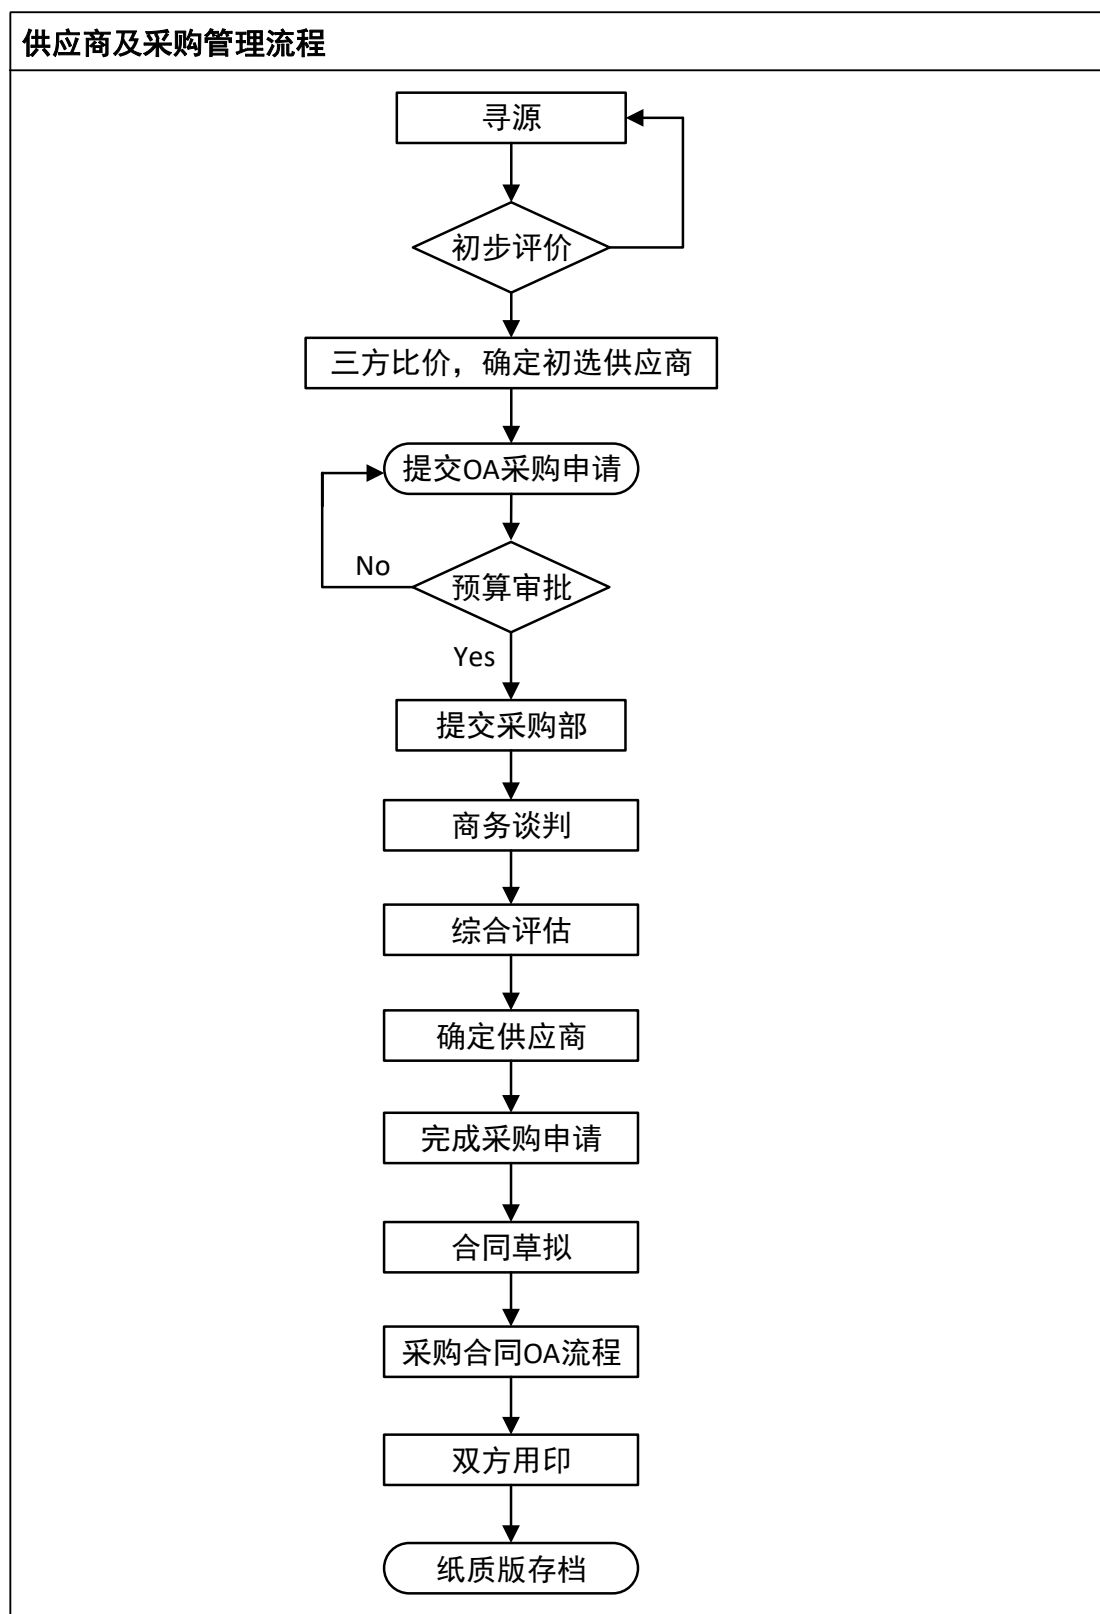 供应商及采购管理流程
寻源
初步评价
三方比价，确定初选供应商
提交OA采购申请
No
预算审批
Yes
提交采购部
商务谈判
综合评估
确定供应商
完成采购申请
合同草拟
采购合同OA流程
双方用印
纸质版存档